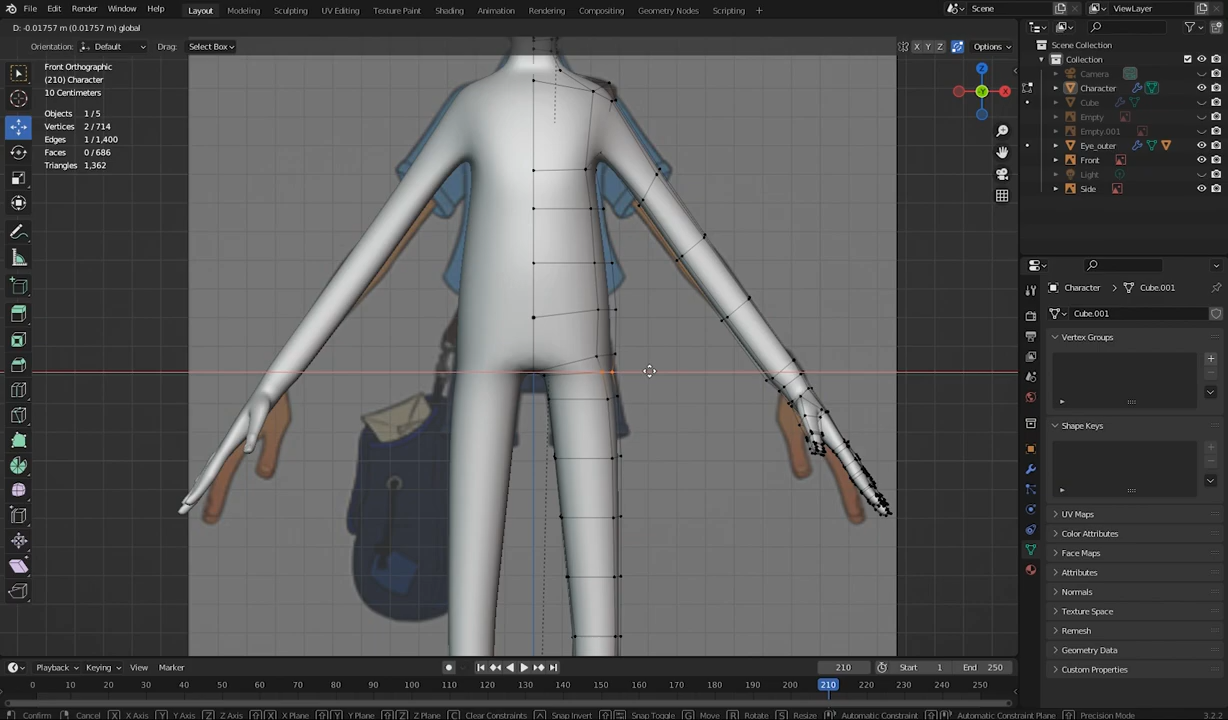 File Edit Render Window Help Layout Modeling Sculpting UV Editing Texture Paint Shading Animation Rendering Compositing Geometry Nodes Scripting + Scene ViewLayer
D: -0.01757 m (0.01757 m) global
Orientation: Default Drag: Select Box X Y Z Options
Front Orthographic
(210) Character
10 Centimeters
Objects 1/5
Vertices 2/714
Edges 1/1,400
Faces 0/686
Triangles 1,362
Z
Y
X
Scene Collection
Collection
Camera
Character
Cube
Empty
Empty.001
Eye_outer
Front
Light
Side
Character > Cube.001
Cube.001
Vertex Groups
Shape Keys
UV Maps
Color Attributes
Face Maps
Attributes
Normals
Texture Space
Remesh
Geometry Data
Custom Properties
Playback Keying View Marker 210 Start 1 End 250
0 10 20 30 40 50 60 70 80 90 100 110 120 130 140 150 160 170 180 190 200 210 220 230 240 250
Confirm Cancel X X Axis Y Y Axis Z Z Axis X X Plane Y Y Plane Z Z Plane C Clear Constraints Snap Invert Snap Toggle G Move R Rotate S Resize Automatic Constraint Automatic Constraint Plane Precision Mode